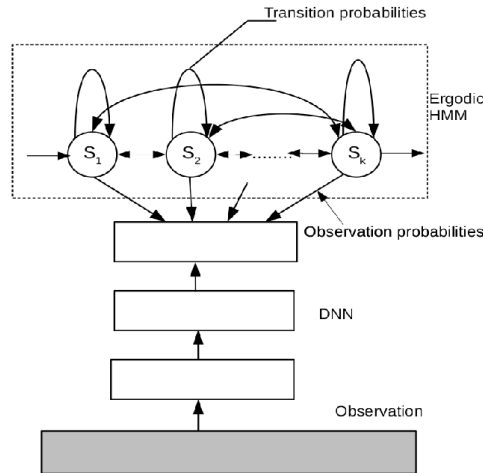 Transition probabilities
Ergodic
HMM
S1 S2 ....... Sk
Observation probabilities
DNN
Observation